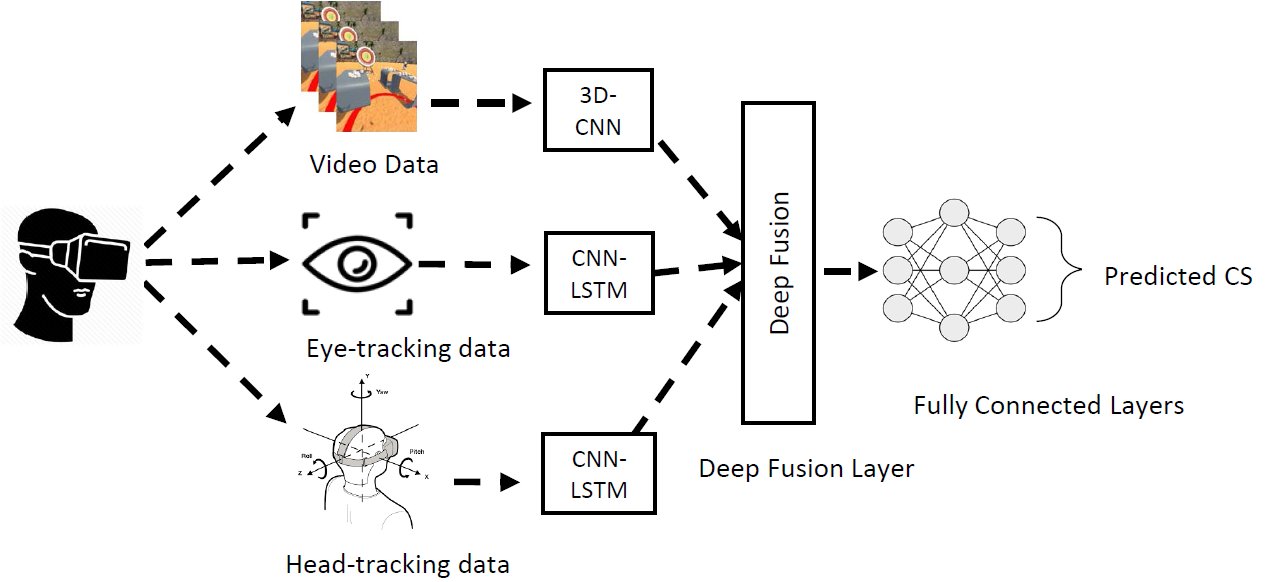 3D-
CNN
Video Data
CNN-
LSTM
Eye-tracking data
Y
Yaw
Roll
Pitch
Z
X
CNN-
LSTM
Head-tracking data
Deep Fusion
Deep Fusion Layer
Predicted CS
Fully Connected Layers